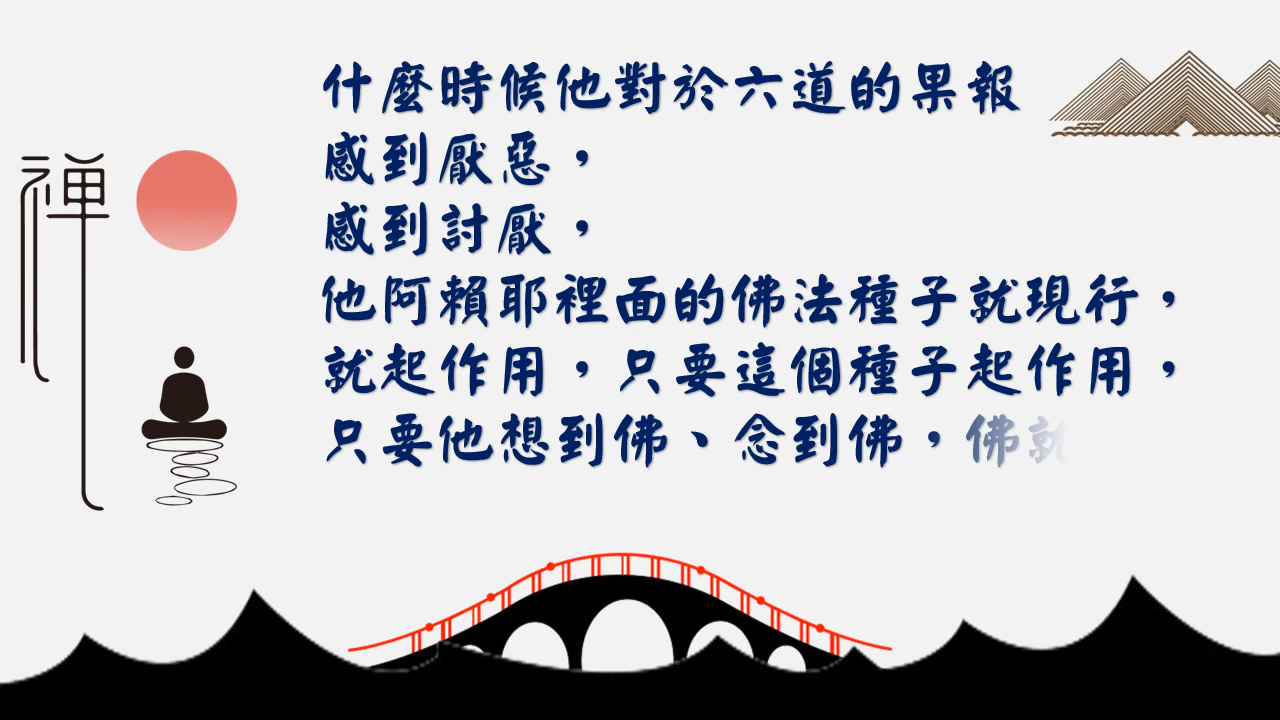 什麼時候他對於六道的果報
感到厭惡，
感到討厭，
他阿賴耶裡面的佛法種子就現行，
就起作用，只要這個種子起作用，
只要他想到佛、念到佛，佛就
禪